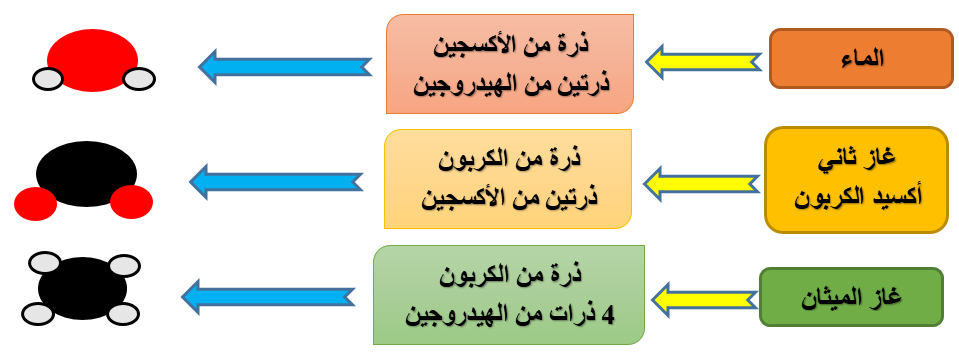 الماء
ذرة من الأكسجين
ذرتين من الهيدروجين
غاز ثاني
أكسيد الكربون
ذرة من الكربون
ذرتين من الأكسجين
غاز الميثان
ذرة من الكربون
4 ذرات من الهيدروجين